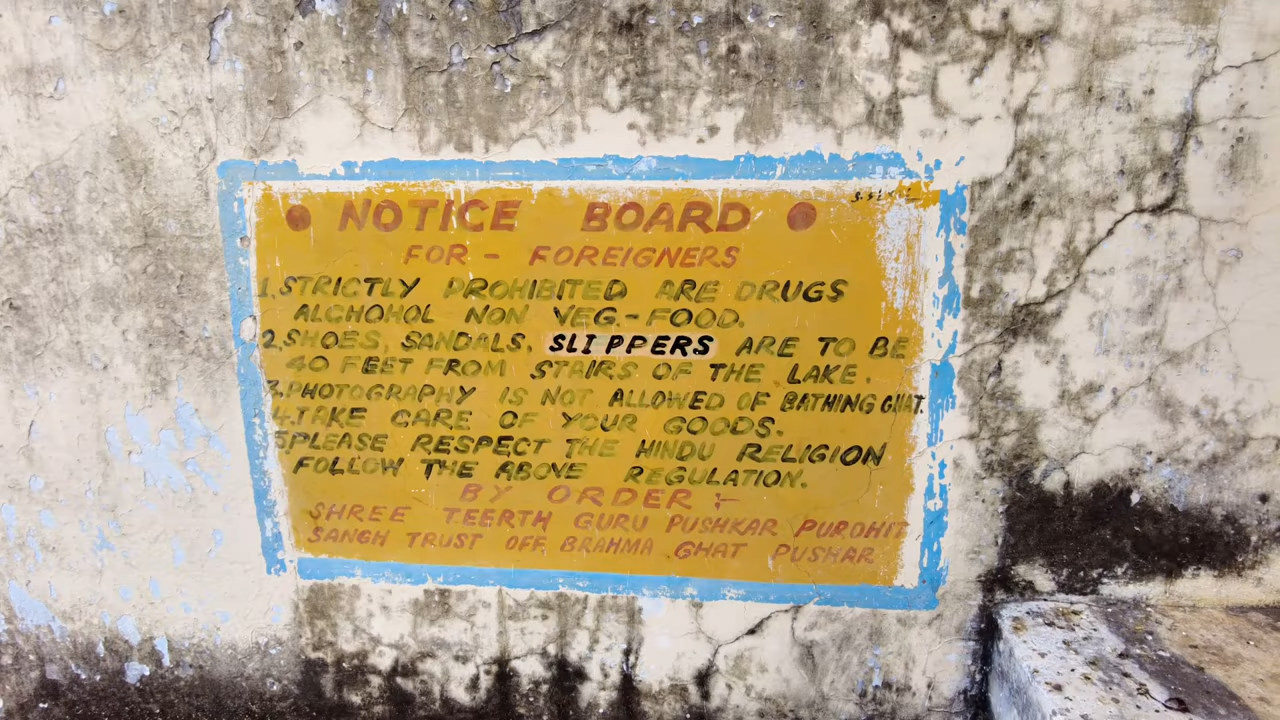 NOTICE BOARD
FOR - FOREIGNERS
1. STRICTLY PROHIBITED ARE DRUGS
ALCHOHOL NON VEG.-FOOD.
2. SHOES, SANDALS, SLIPPERS ARE TO BE
40 FEET FROM STAIRS OF THE LAKE.
3. PHOTOGRAPHY IS NOT ALLOWED OF BATHING GHAT.
4. TAKE CARE OF YOUR GOODS.
5 PLEASE RESPECT THE HINDU RELIGION
FOLLOW THE ABOVE REGULATION.
BY ORDER :-
SHREE TEERTH GURU PUSHKAR PUROHIT
SANGH TRUST OFF. BRAHMA GHAT PUSHAR